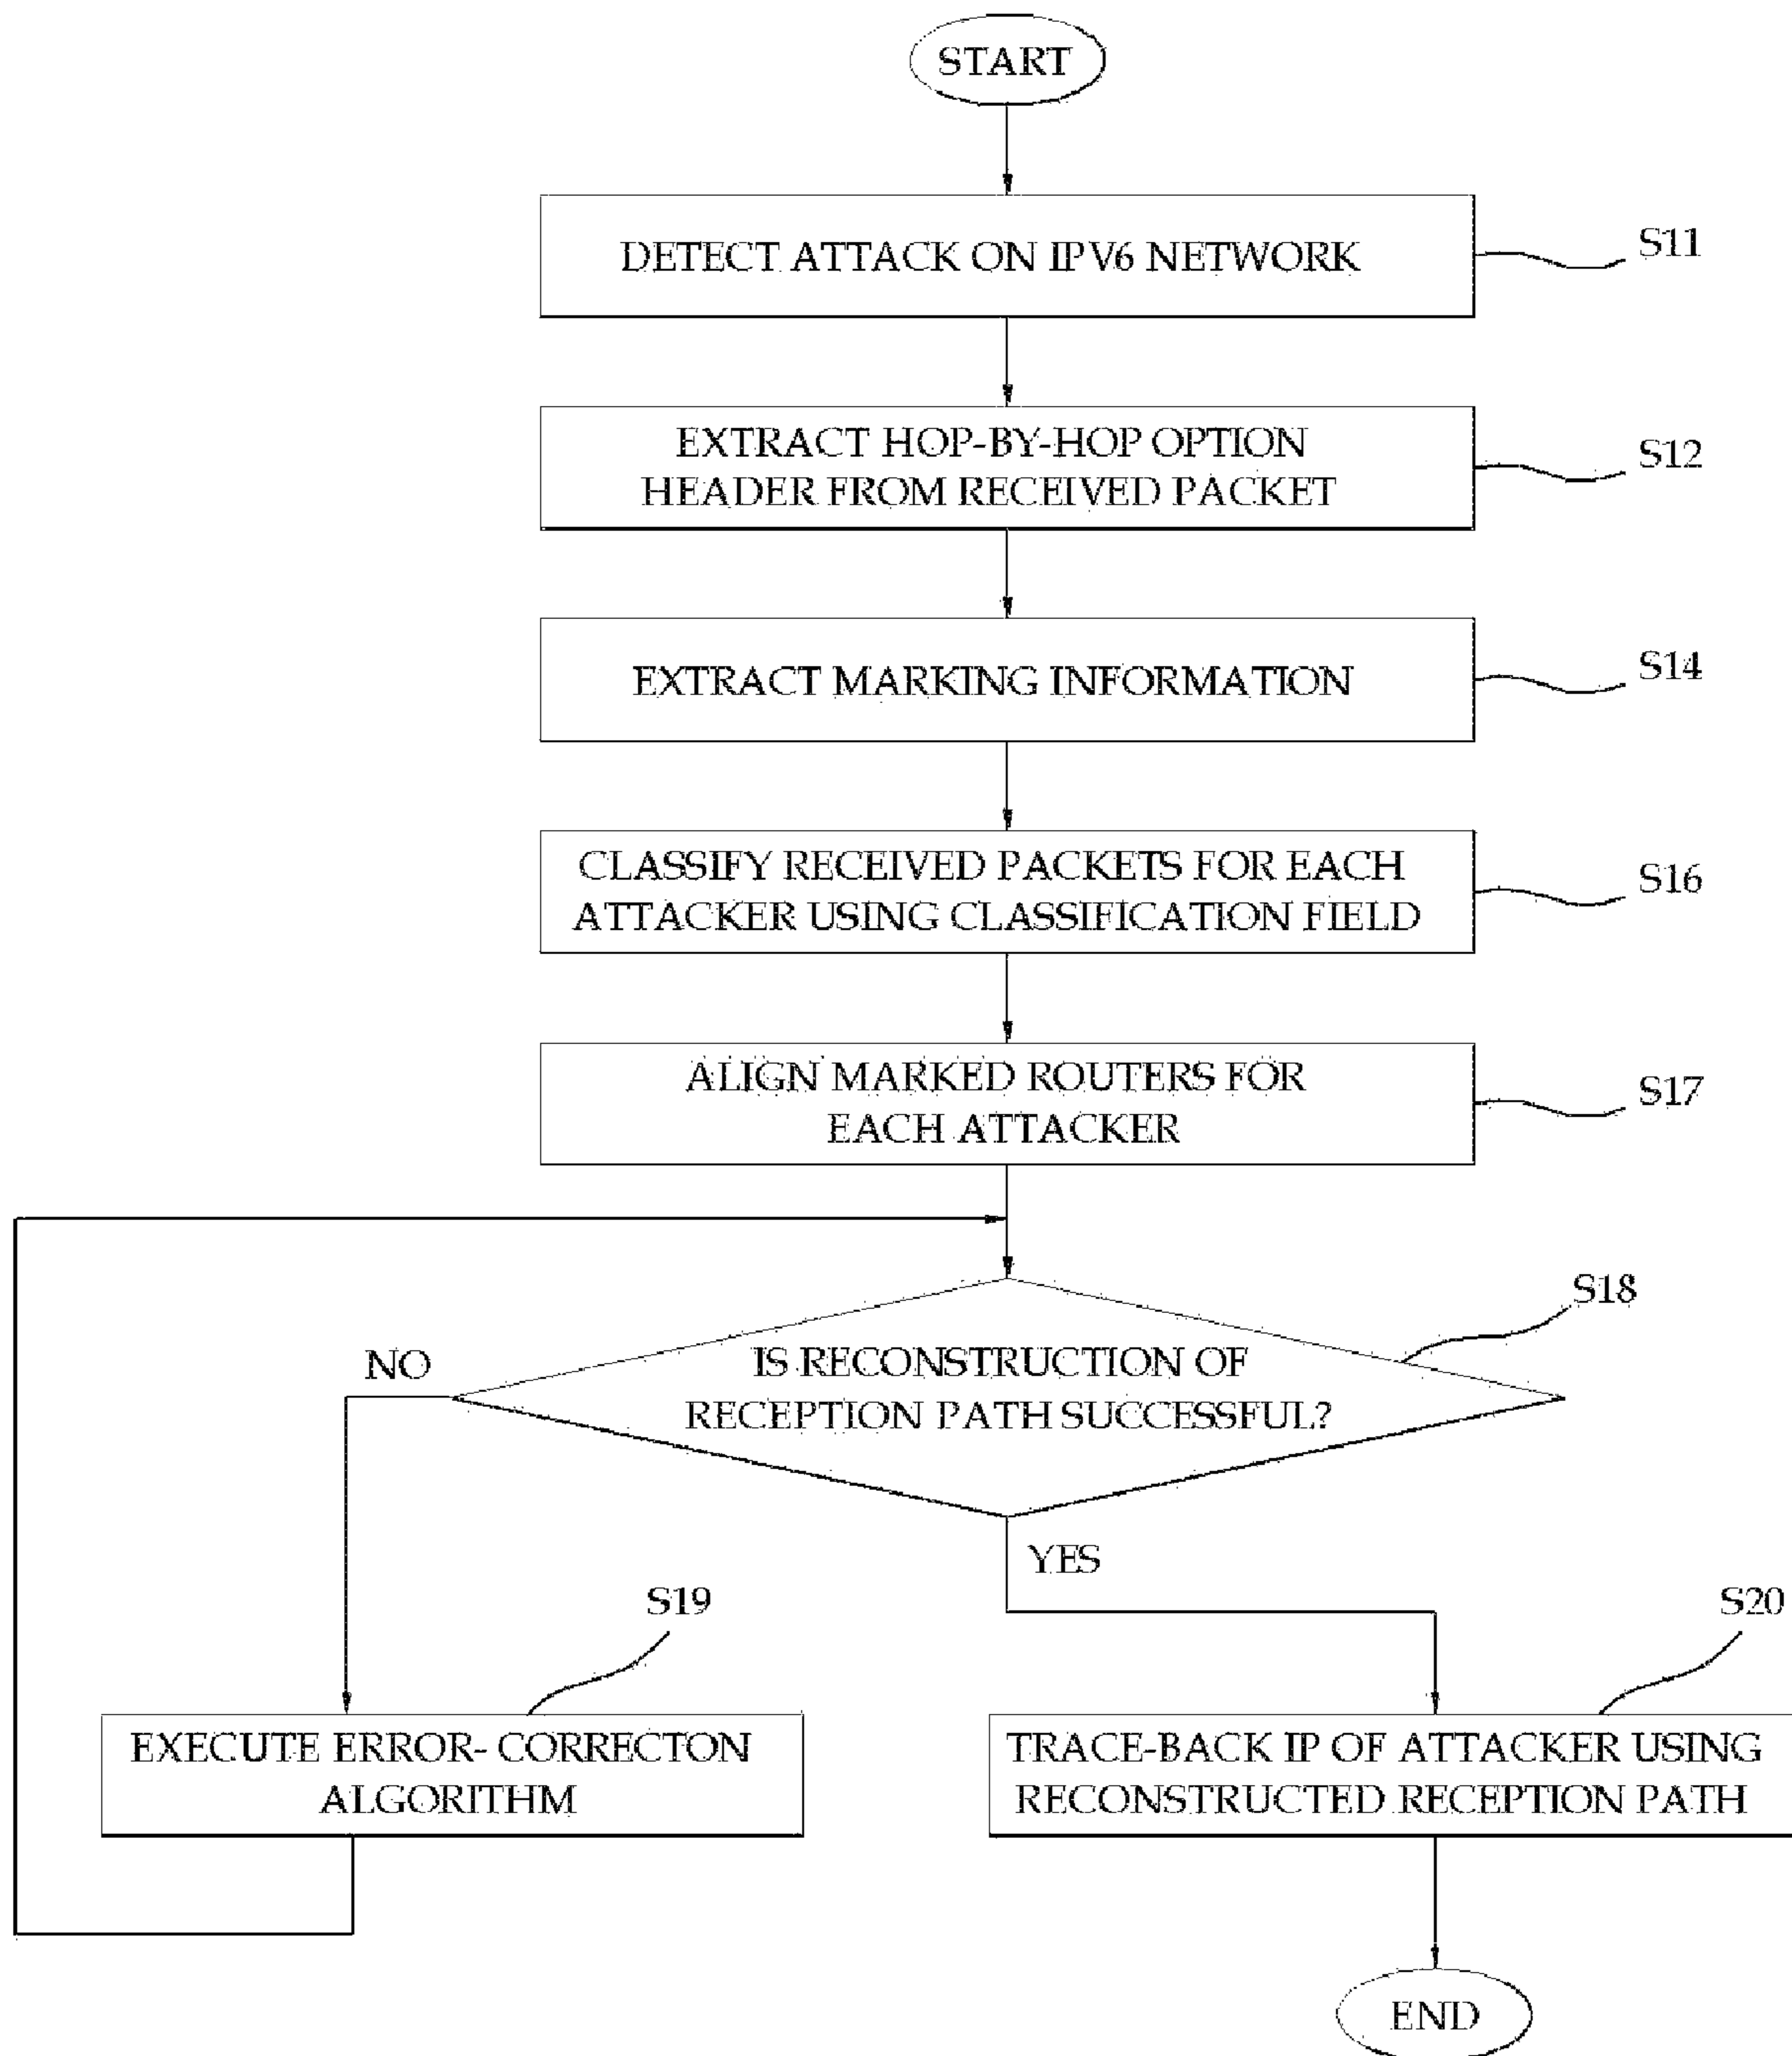 START
DETECT ATTACK ON IPV6 NETWORK
S11
EXTRACT HOP-BY-HOP OPTION
HEADER FROM RECEIVED PACKET
S12
EXTRACT MARKING INFORMATION
S14
CLASSIFY RECEIVED PACKETS FOR EACH
ATTACKER USING CLASSIFICATION FIELD
S16
ALIGN MARKED ROUTERS FOR
EACH ATTACKER
S17
S18
IS RECONSTRUCTION OF
RECEPTION PATH SUCCESSFUL?
NO
YES
S19
EXECUTE ERROR- CORRECTON
ALGORITHM
S20
TRACE-BACK IP OF ATTACKER USING
RECONSTRUCTED RECEPTION PATH
END